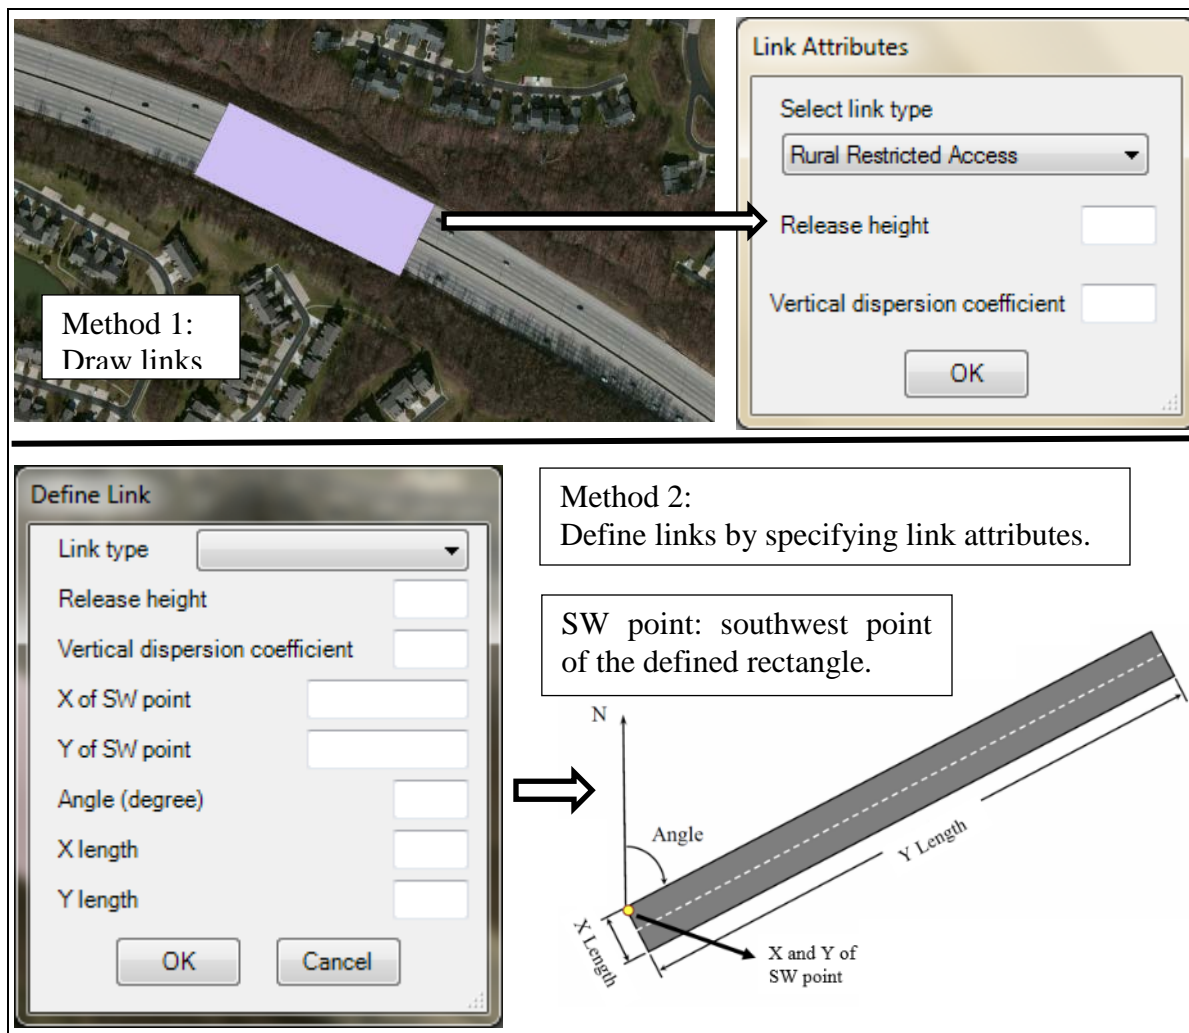 Link Attributes
Select link type
Rural Restricted Access
Release height
Vertical dispersion coefficient
OK
Method 1:
Draw links
Define Link
Link type
Release height
Vertical dispersion coefficient
X of SW point
Y of SW point
Angle (degree)
X length
Y length
OK
Cancel
Method 2:
Define links by specifying link attributes.
SW point: southwest point
of the defined rectangle.
N
Angle
Y Length
X Length
X and Y of
SW point